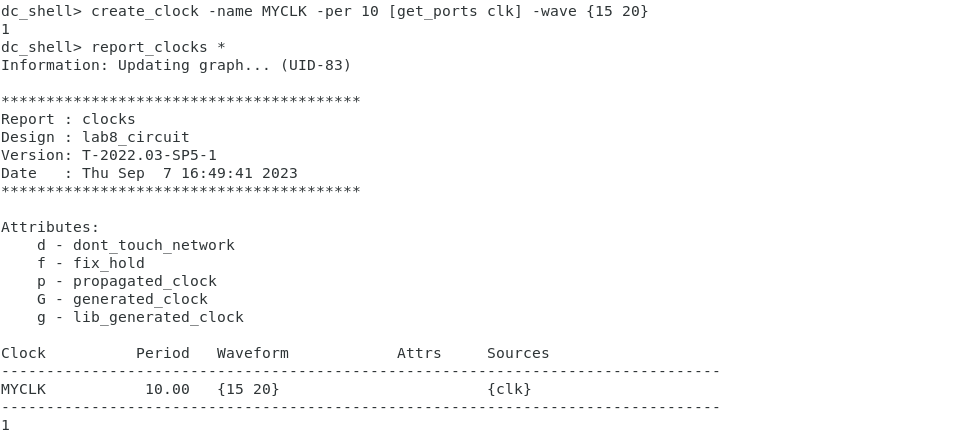 dc_shell> create_clock -name MYCLK -per 10 [get_ports clk] -wave {15 20}
1
dc_shell> report_clocks *
Information: Updating graph... (UID-83)
****************************************
Report : clocks
Design : lab8_circuit
Version: T-2022.03-SP5-1
Date   : Thu Sep  7 16:49:41 2023
****************************************
Attributes:
    d - dont_touch_network
    f - fix_hold
    p - propagated_clock
    G - generated_clock
    g - lib_generated_clock
Clock          Period   Waveform            Attrs     Sources
--------------------------------------------------------------------------------
MYCLK           10.00   {15 20}                       {clk}
--------------------------------------------------------------------------------
1